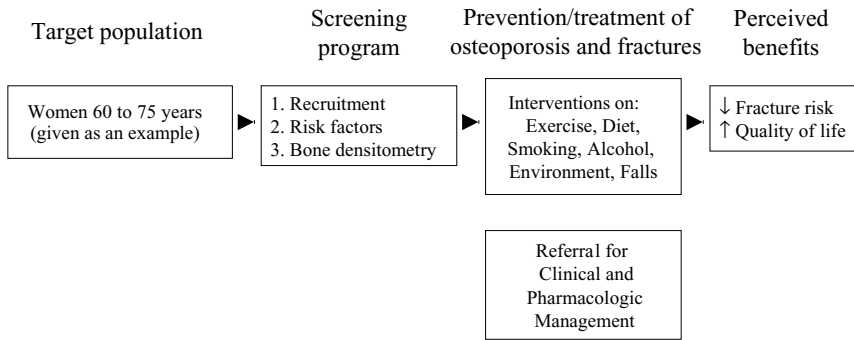 Target population
Screening
program
Prevention/treatment of
osteoporosis and fractures
Perceived
benefits
Women 60 to 75 years
(given as an example)
1. Recruitment
2. Risk factors
3. Bone densitometry
Interventions on:
Exercise, Diet,
Smoking, Alcohol,
Environment, Falls
↓ Fracture risk
↑ Quality of life
Referral for
Clinical and
Pharmacologic
Management